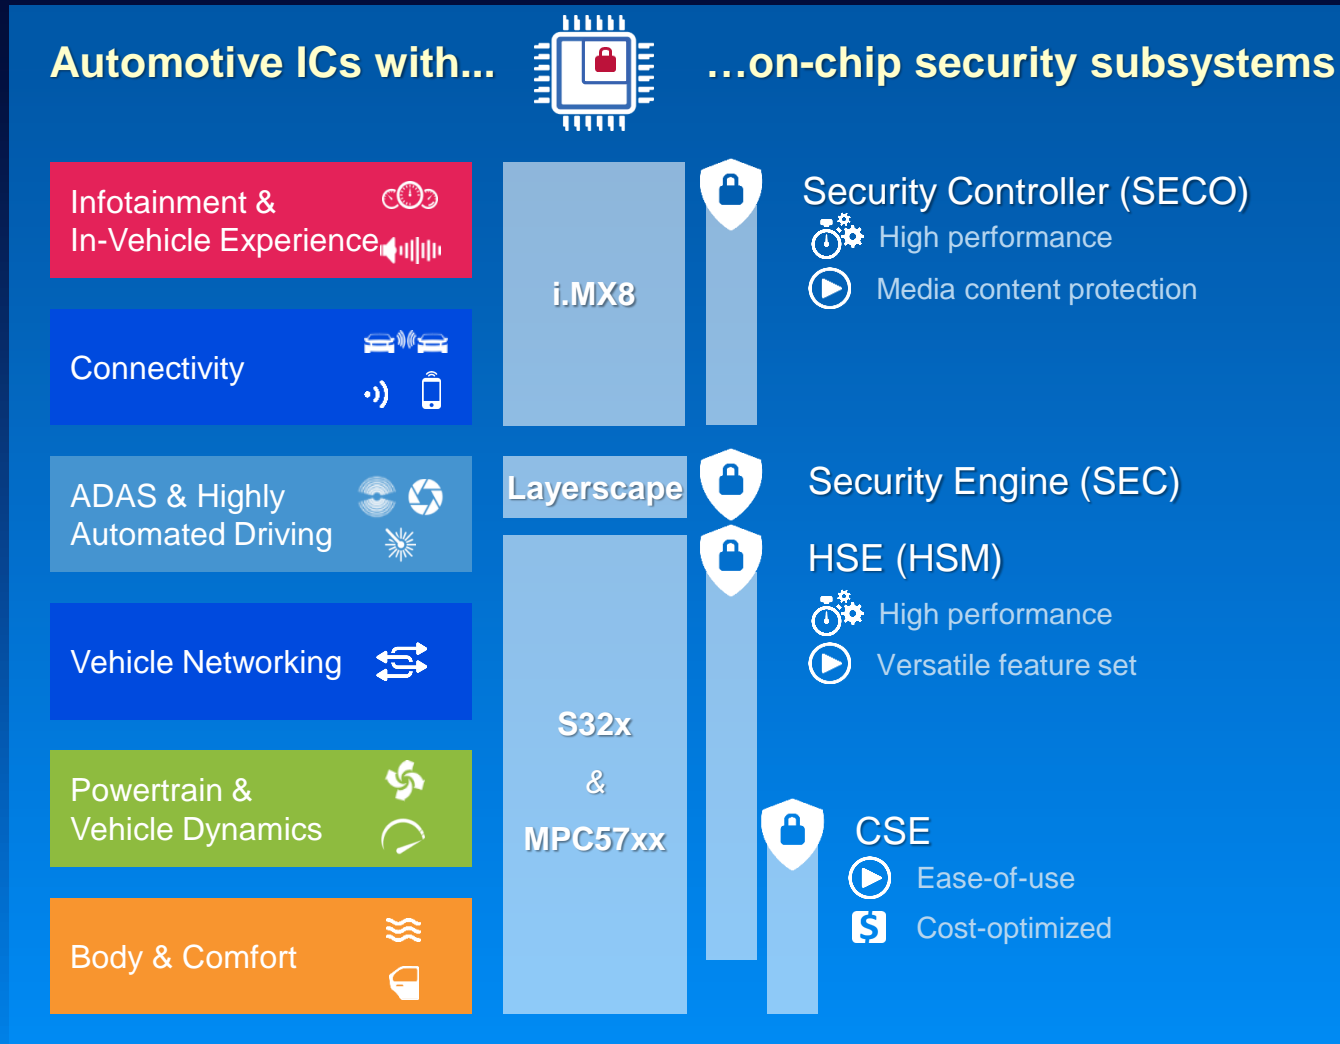 Automotive ICs with...
...on-chip security subsystems
Infotainment &
In-Vehicle Experience
Connectivity
ADAS & Highly
Automated Driving
Vehicle Networking
Powertrain &
Vehicle Dynamics
Body & Comfort
i.MX8
Layerscape
S32x
&
MPC57xx
Security Controller (SECO)
High performance
Media content protection
Security Engine (SEC)
HSE (HSM)
High performance
Versatile feature set
CSE
Ease-of-use
$ Cost-optimized